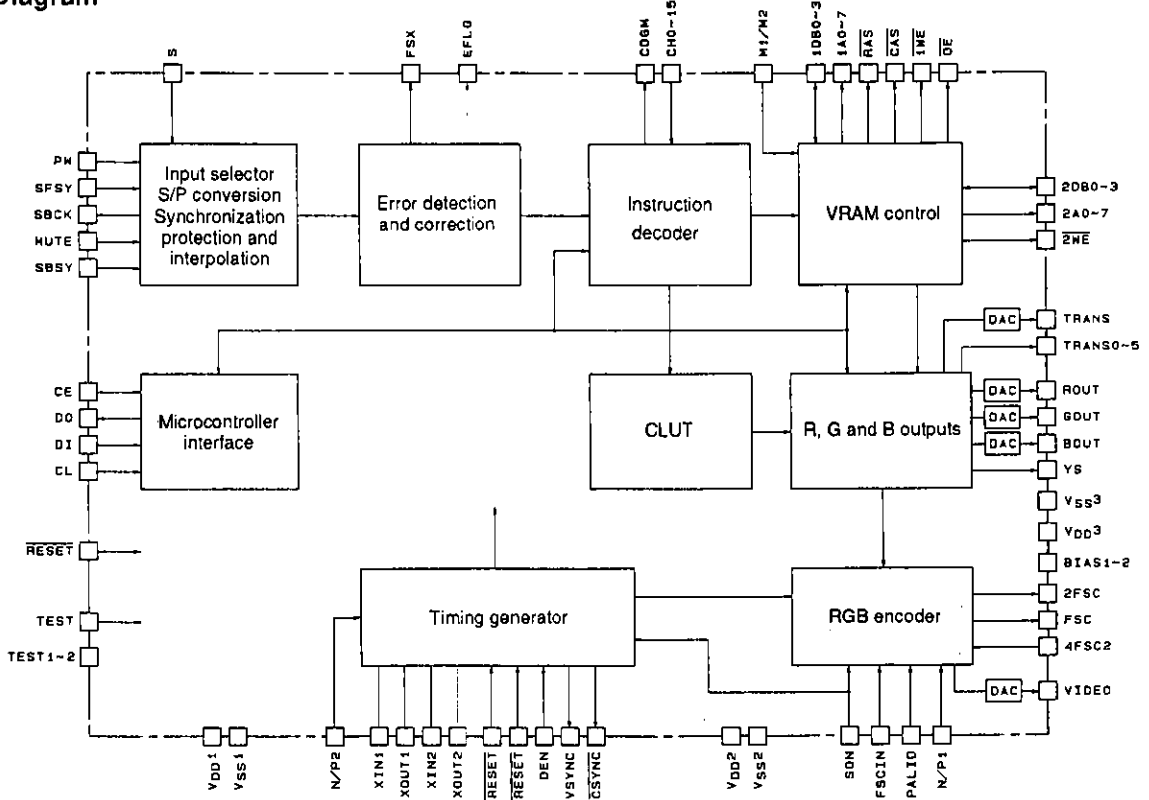 Diagram
S
FSX
EFLG
CDGM
CH0~15
M1/M2
1DB0~3
1A0~7
RAS
CAS
1WE
OE
PW
SFSY
SBCK
MUTE
SBSY
Input selector
S/P conversion
Synchronization
protection and
interpolation
Error detection
and correction
Instruction
decoder
VRAM control
2DB0~3
2A0~7
2WE
DAC
TRANS
TRANS0~5
CE
DO
DI
CL
Microcontroller
interface
CLUT
R, G and B outputs
DAC
ROUT
DAC
GOUT
DAC
BOUT
YS
VSS3
VDD3
BIAS1~2
RESET
TEST
TEST1~2
Timing generator
RGB encoder
2FSC
FSC
4FSC2
DAC
VIDEO
VDD1
VSS1
N/P2
XIN1
XOUT1
XIN2
XOUT2
RESET
RESET
DEN
VSYNC
CSYNC
VDD2
VSS2
SON
FSCIN
PALID
N/P1